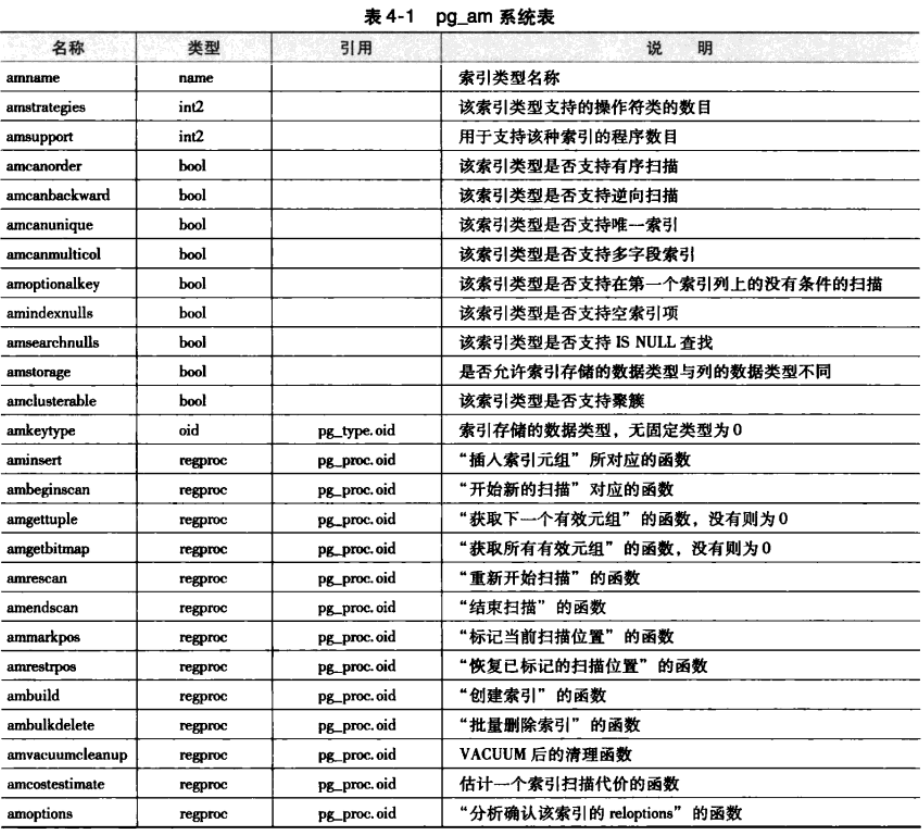 表4-1 pg_am 系统表
名称 类型 引用 说 明
amname name 索引类型名称
amstrategies int2 该索引类型支持的操作符类的数目
amsupport int2 用于支持该种索引的程序数目
amcanorder bool 该索引类型是否支持有序扫描
amcanbackward bool 该索引类型是否支持逆向扫描
amcanunique bool 该索引类型是否支持唯一索引
amcanmulticol bool 该索引类型是否支持多字段索引
amoptionalkey bool 该索引类型是否支持在第一个索引列上的没有条件的扫描
amindexnulls bool 该索引类型是否支持空索引项
amsearchnulls bool 该索引类型是否支持 IS NULL 查找
amstorage bool 是否允许索引存储的数据类型与列的数据类型不同
amclusterable bool 该索引类型是否支持聚簇
amkeytype oid pg_type.oid 索引存储的数据类型，无固定类型为0
aminsert regproc pg_proc.oid “插入索引元组”所对应的函数
ambeginscan regproc pg_proc.oid “开始新的扫描”对应的函数
amgettuple regproc pg_proc.oid “获取下一个有效元组”的函数，没有则为0
amgetbitmap regproc pg_proc.oid “获取所有有效元组”的函数，没有则为0
amrescan regproc pg_proc.oid “重新开始扫描”的函数
amendscan regproc pg_proc.oid “结束扫描”的函数
ammarkpos regproc pg_proc.oid “标记当前扫描位置”的函数
amrestrpos regproc pg_proc.oid “恢复已标记的扫描位置”的函数
ambuild regproc pg_proc.oid “创建索引”的函数
ambulkdelete regproc pg_proc.oid “批量删除索引”的函数
amvacuumcleanup regproc pg_proc.oid VACUUM 后的清理函数
amcostestimate regproc pg_proc.oid 估计一个索引扫描代价的函数
amoptions regproc pg_proc.oid “分析确认该索引的 reloptions”的函数